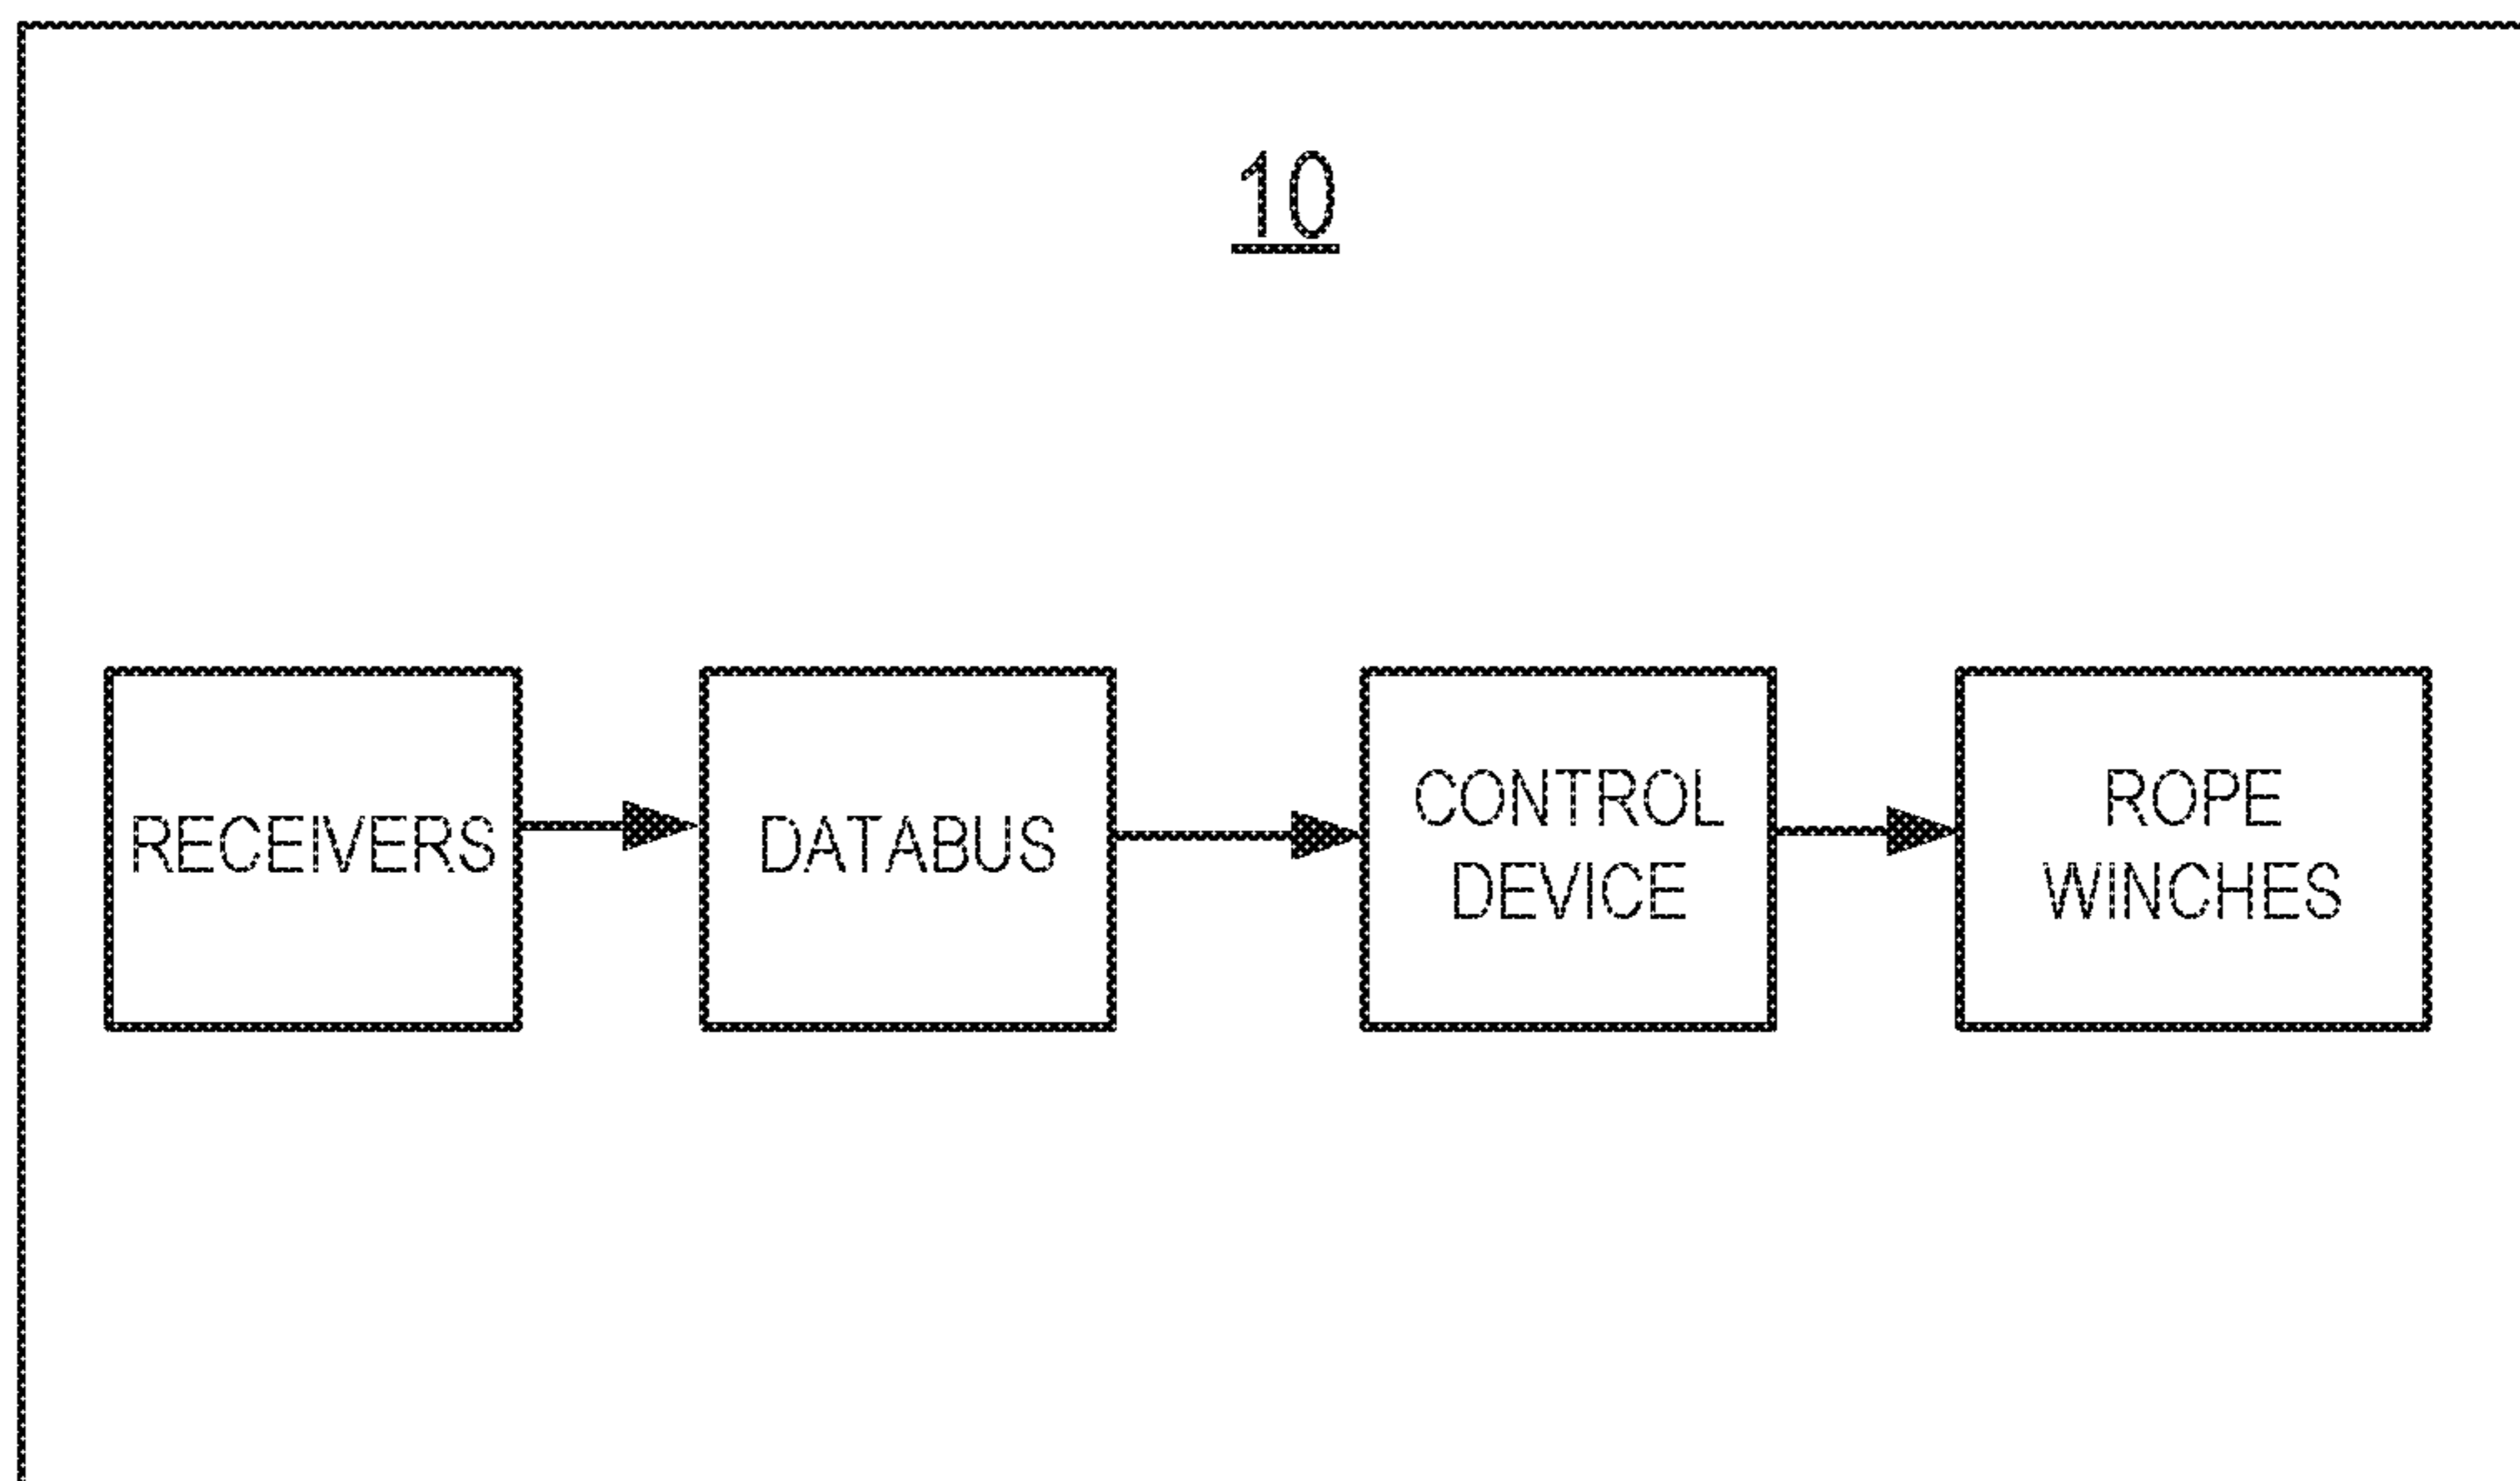 10
RECEIVERS
DATABUS
CONTROL
DEVICE
ROPE
WINCHES